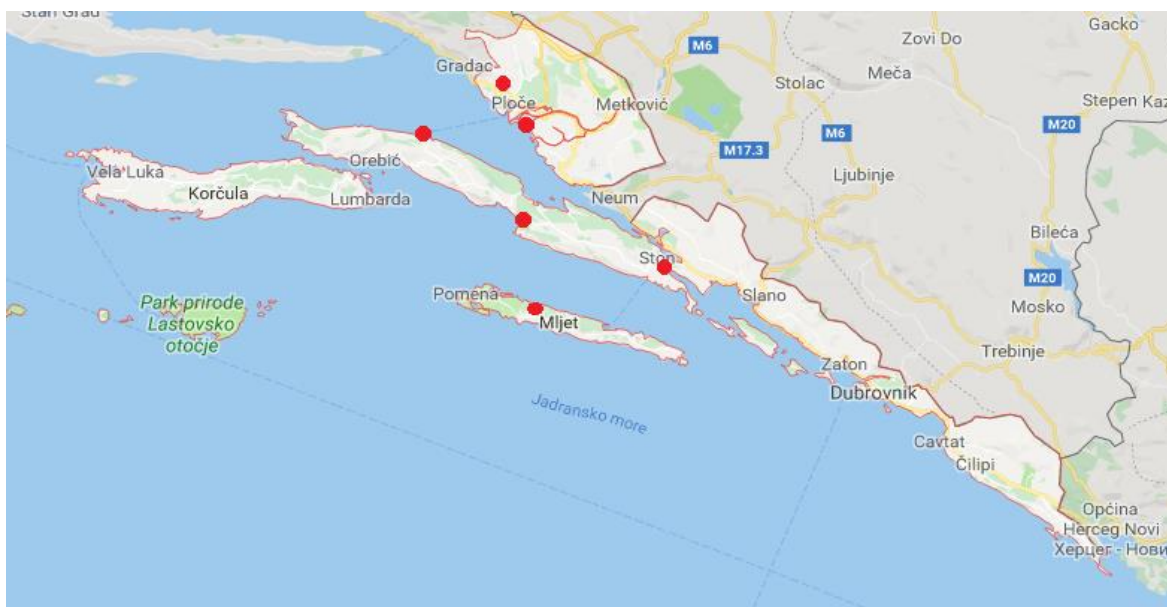 Stari Grad
Gacko
Zovi Do
M6
Gradac
Meča
Stolac
Stepen Kaz
Ploče
Metković
M20
M6
M17.3
Orebić
Vela Luka
Ljubinje
Korčula
Lumbarda
Neum
Bileća
Ston
M20
Pomena
Slano
Park prirode
Lastovsko
otočje
Mosko
Mljet
Trebinje
Zaton
Dubrovnik
Jadransko more
Cavtat
Čilipi
Općina
Herceg Novi
Херцег - Нови